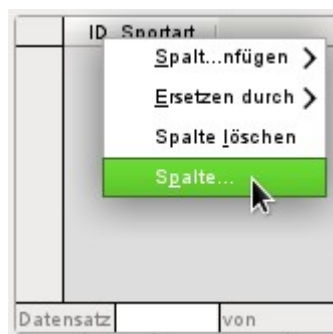 ID_Sportart
Spalt...nfügen
Ersetzen durch
Spalte löschen
Spalte...
Datensatz von